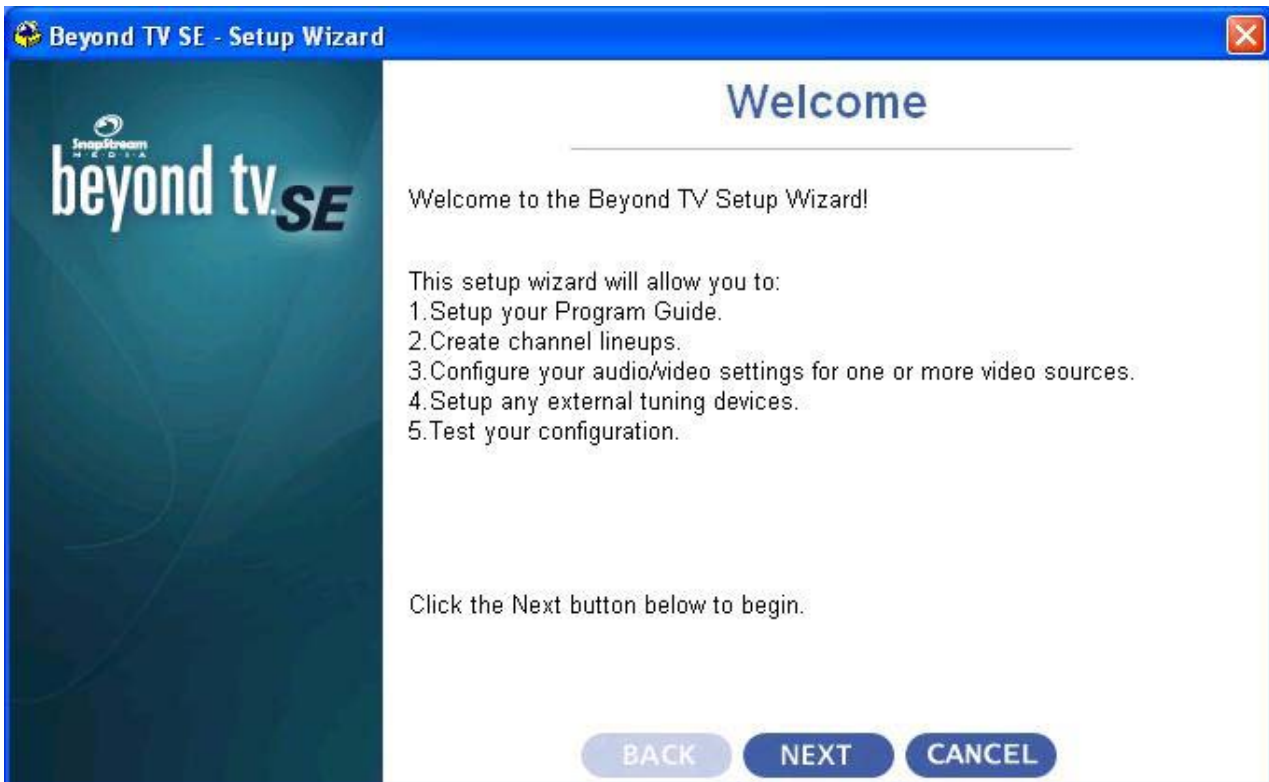 Beyond TV SE - Setup Wizard
SnapStream
MEDIA
beyond tv.SE
Welcome
Welcome to the Beyond TV Setup Wizard!
This setup wizard will allow you to:
1.Setup your Program Guide.
2.Create channel lineups.
3.Configure your audio/video settings for one or more video sources.
4.Setup any external tuning devices.
5.Test your configuration.
Click the Next button below to begin.
BACK NEXT CANCEL